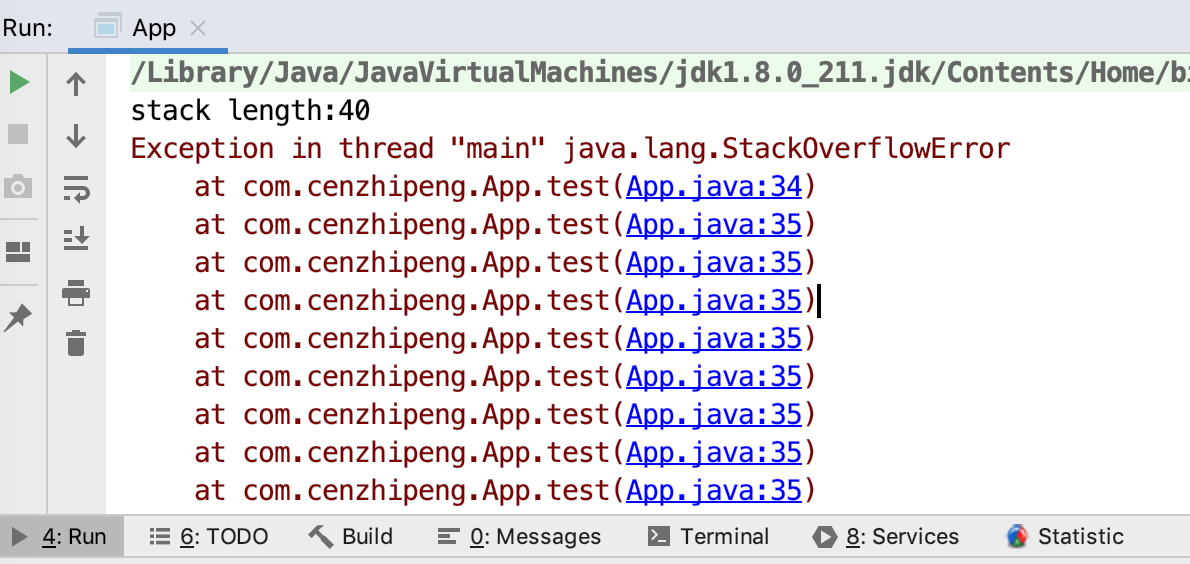 Run: App
/Library/Java/JavaVirtualMachines/jdk1.8.0_211.jdk/Contents/Home/bi
stack length:40
Exception in thread "main" java.lang.StackOverflowError
at com.cenzhipeng.App.test(App.java:34)
at com.cenzhipeng.App.test(App.java:35)
at com.cenzhipeng.App.test(App.java:35)
at com.cenzhipeng.App.test(App.java:35)
at com.cenzhipeng.App.test(App.java:35)
at com.cenzhipeng.App.test(App.java:35)
at com.cenzhipeng.App.test(App.java:35)
at com.cenzhipeng.App.test(App.java:35)
at com.cenzhipeng.App.test(App.java:35)
4: Run 6: TODO Build 0: Messages Terminal 8: Services Statistic